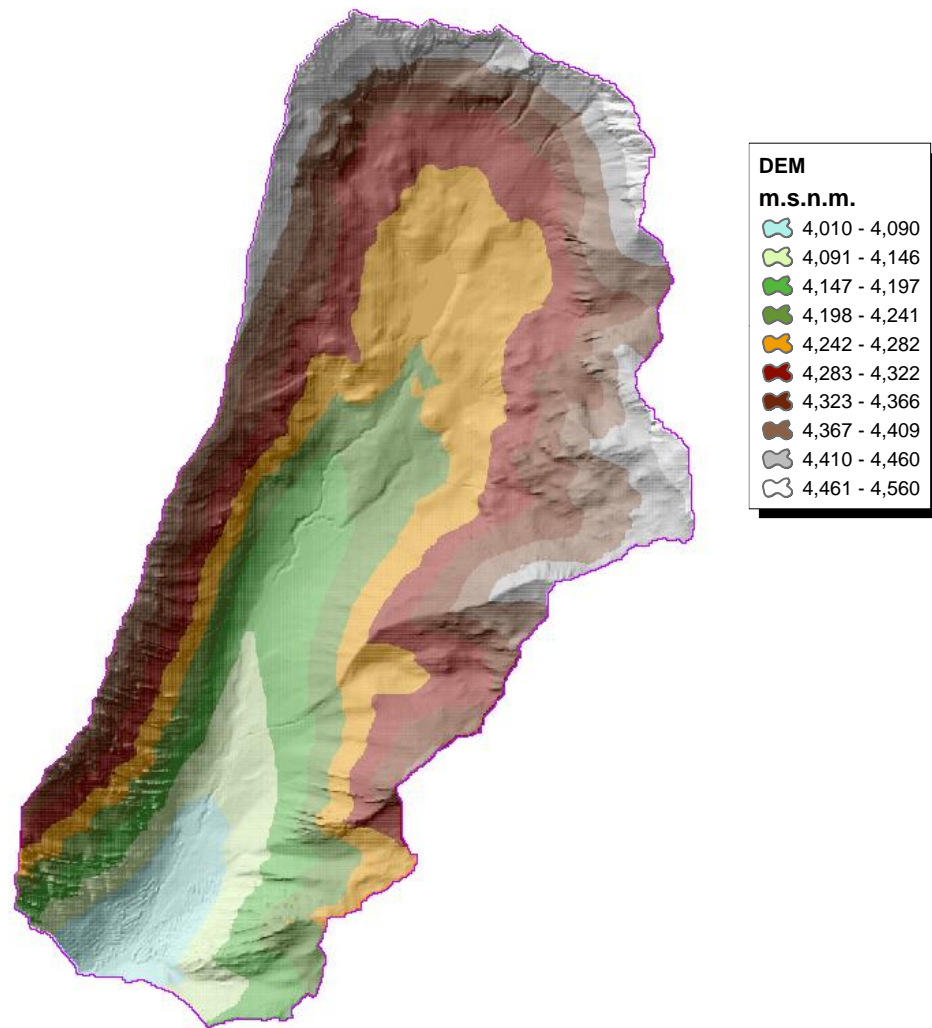 DEM
m.s.n.m.
4,010 - 4,090
4,091 - 4,146
4,147 - 4,197
4,198 - 4,241
4,242 - 4,282
4,283 - 4,322
4,323 - 4,366
4,367 - 4,409
4,410 - 4,460
4,461 - 4,560